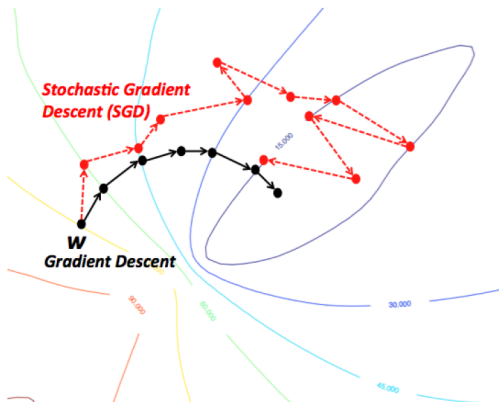 Stochastic Gradient
Descent (SGD)
15.000
W
Gradient Descent
90.000
60.000
30.000
45.000